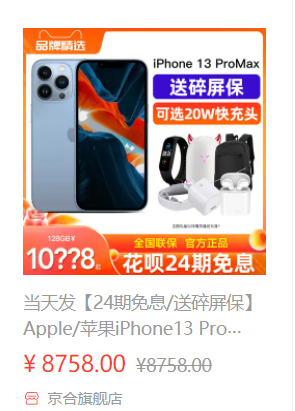 品牌精选
iPhone 13 ProMax
送碎屏保
可选20W快充头
128GB¥
10??8起
全国联保 官方正品
花呗24期免息
当天发【24期免息/送碎屏保】
Apple/苹果iPhone13 Pro...
¥ 8758.00 ¥8758.00
京合旗舰店